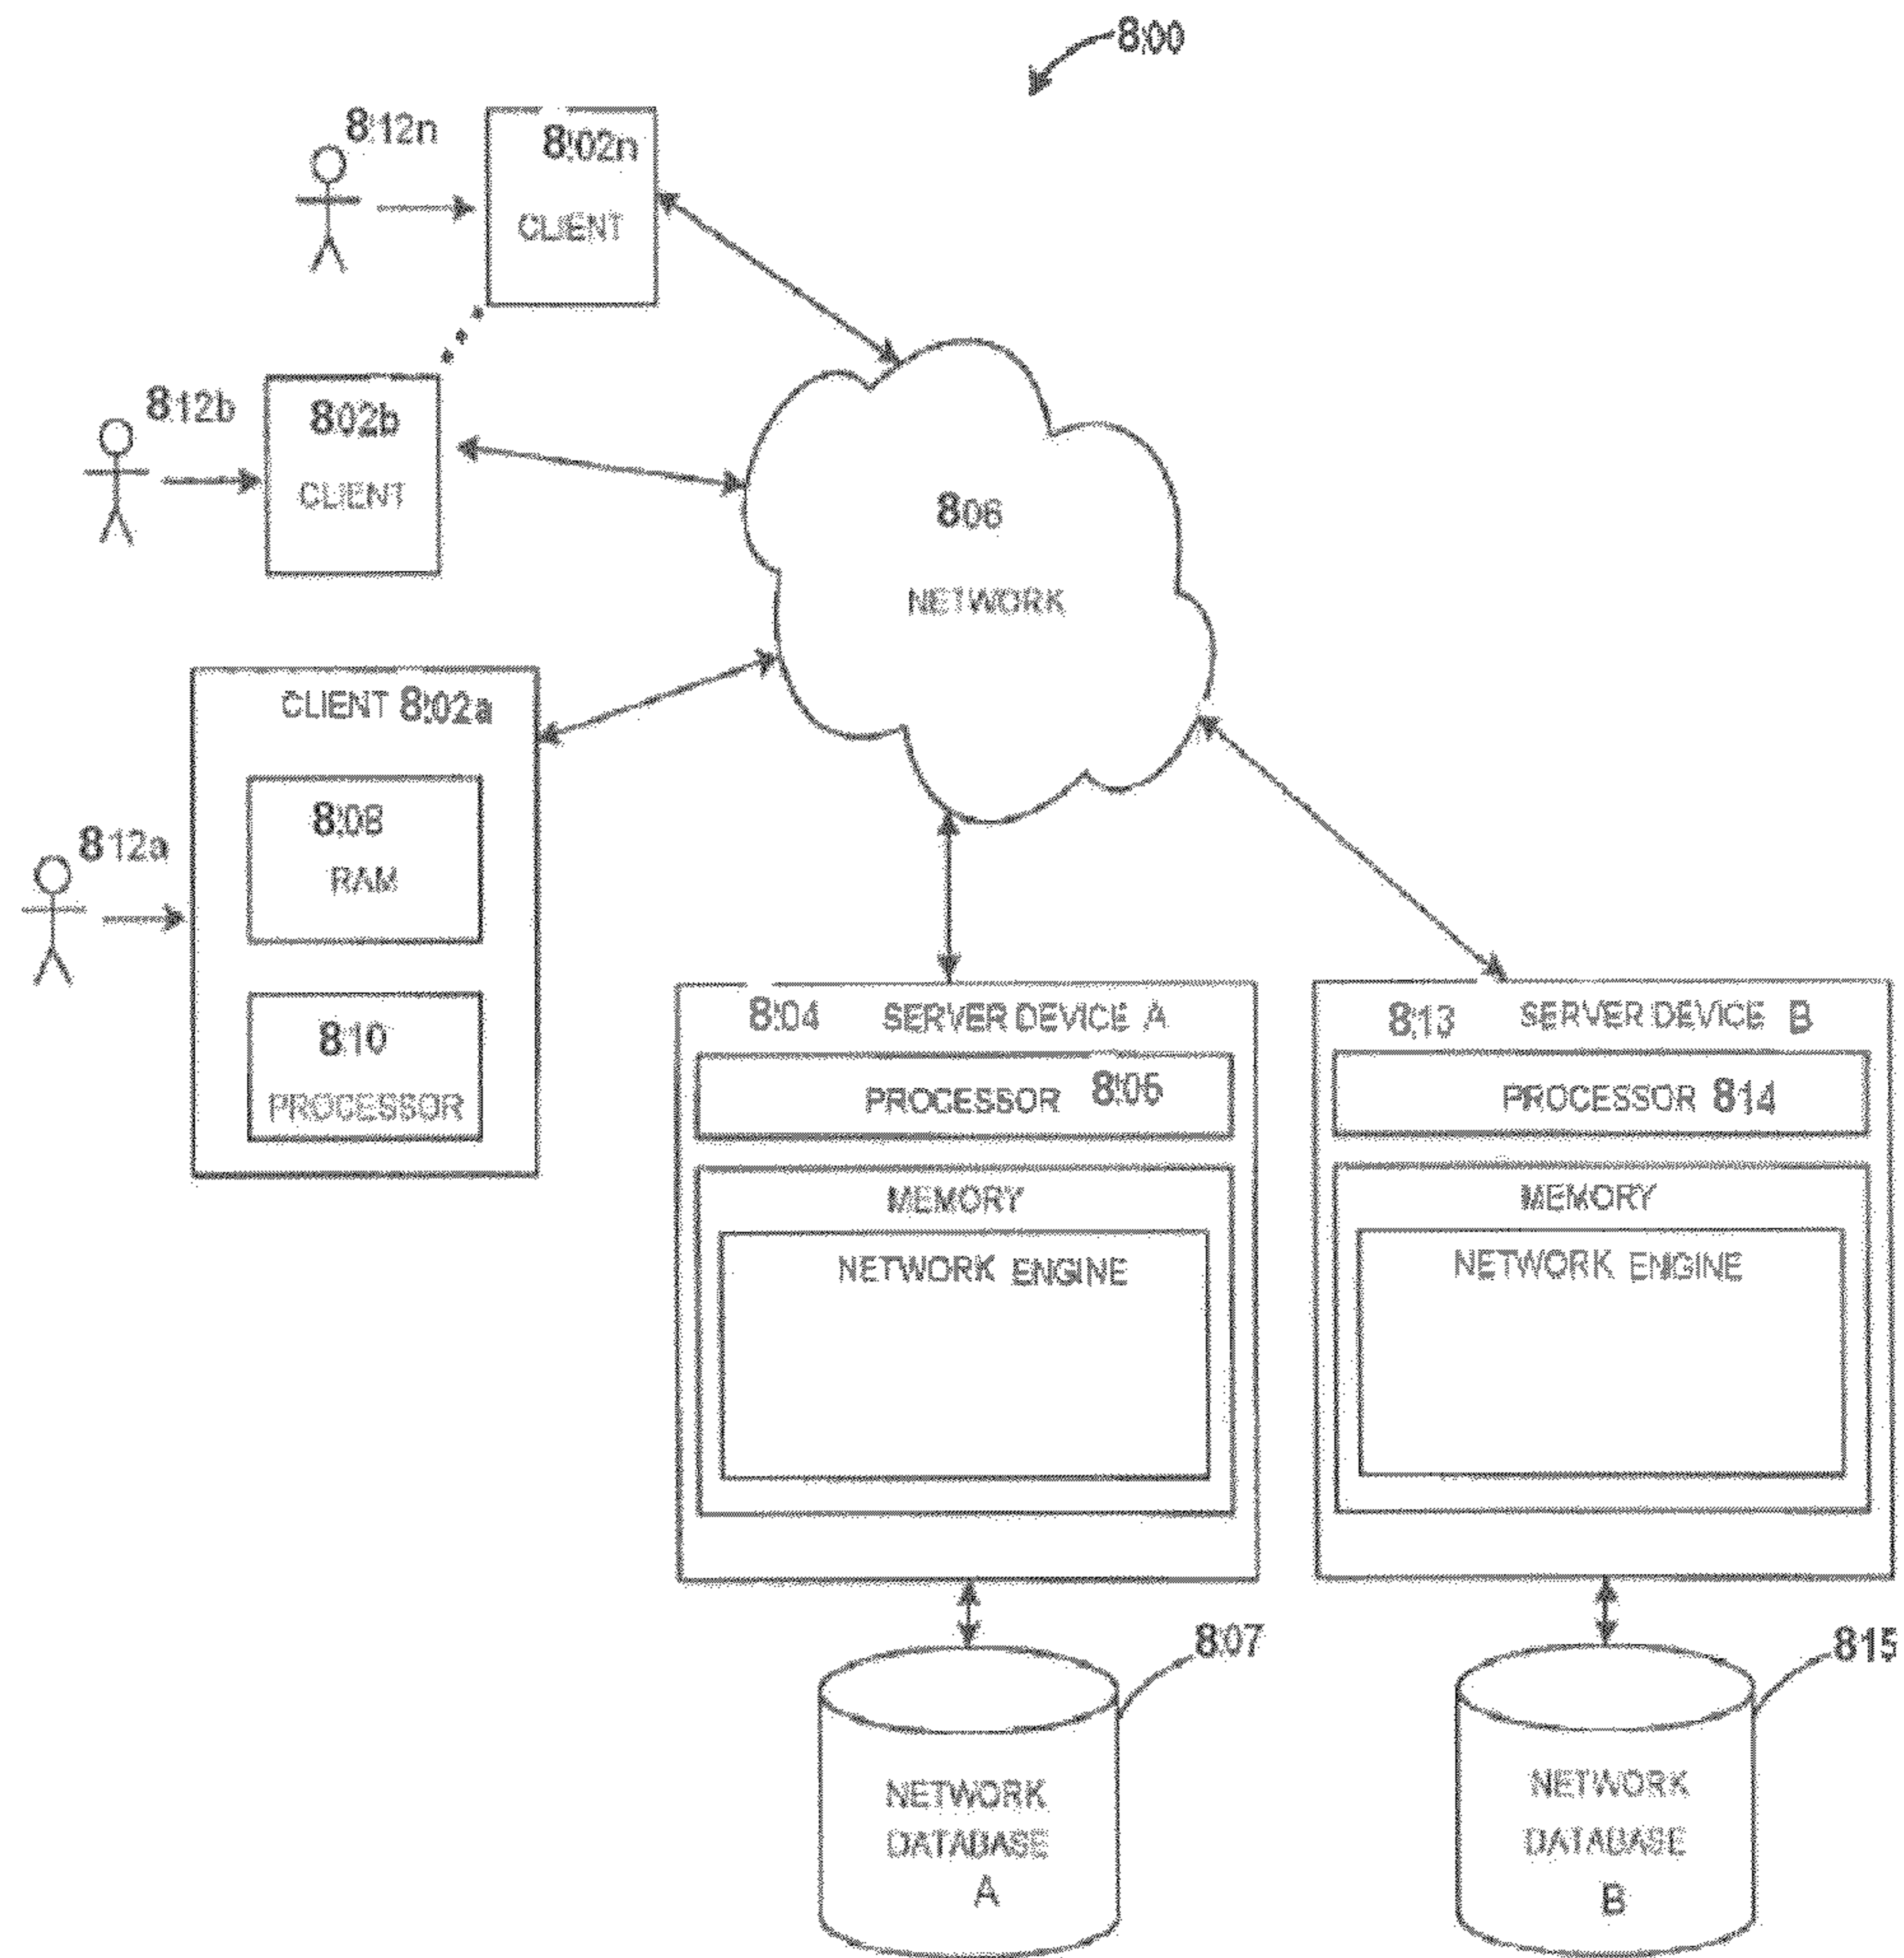 800
812n
802n
CLIENT
812b
802b
CLIENT
806
NETWORK
CLIENT 802a
808
RAM
812a
810
PROCESSOR
804 SERVER DEVICE A
PROCESSOR 805
MEMORY
NETWORK ENGINE
813 SERVER DEVICE B
PROCESSOR 814
MEMORY
NETWORK ENGINE
807
NETWORK
DATABASE
A
815
NETWORK
DATABASE
B